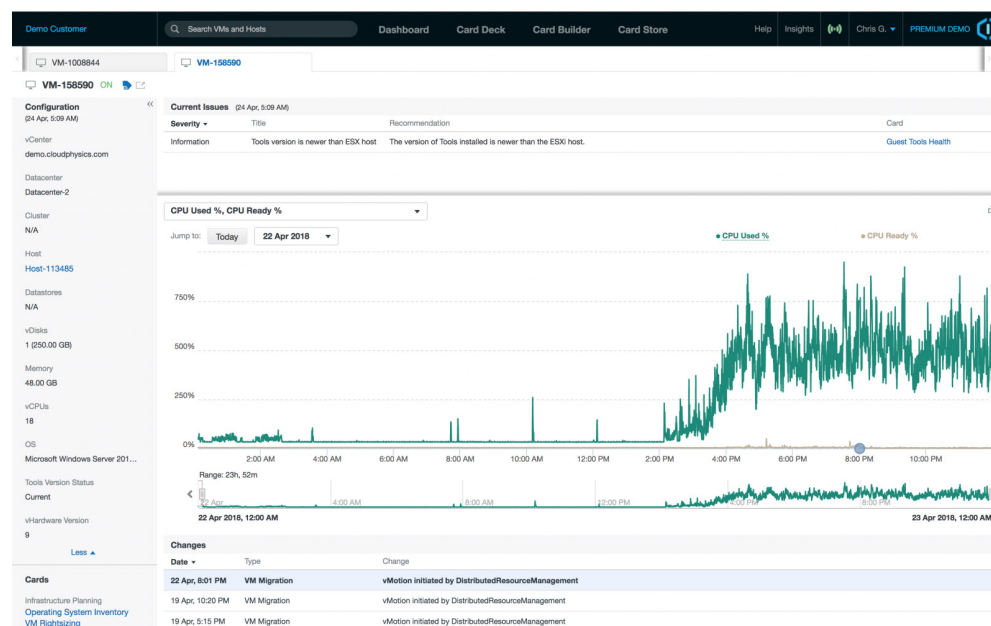 Demo Customer
Search VMs and Hosts
Dashboard
Card Deck
Card Builder
Card Store
Help
Insights
Chris G.
PREMIUM DEMO
VM-1008844
VM-158590
VM-158590 ON
Configuration
(24 Apr, 5:09 AM)
vCenter
demo.cloudphysics.com
Datacenter
Datacenter-2
Cluster
N/A
Host
Host-113485
Datastores
N/A
vDisks
1 (250.00 GB)
Memory
48.00 GB
vCPUs
18
OS
Microsoft Windows Server 201...
Tools Version Status
Current
vHardware Version
9
Less
Cards
Infrastructure Planning
Operating System Inventory
VM Rightsizing
Current Issues (24 Apr, 5:09 AM)
Severity Title Recommendation Card
Information Tools version is newer than ESX host The version of Tools installed is newer than the ESXi host. Guest Tools Health
CPU Used %, CPU Ready %
Jump to: Today 22 Apr 2018
CPU Used % CPU Ready %
750%
500%
250%
0%
2:00 AM 4:00 AM 6:00 AM 8:00 AM 10:00 AM 12:00 PM 2:00 PM 4:00 PM 6:00 PM 8:00 PM 10:00 PM
Range: 23h, 52m
22 Apr 4:00 AM 8:00 AM 12:00 PM 4:00 PM 8:00 PM
22 Apr 2018, 12:00 AM 23 Apr 2018, 12:00 AM
Changes
Date Type Change
22 Apr, 8:01 PM VM Migration vMotion initiated by DistributedResourceManagement
19 Apr, 10:20 PM VM Migration vMotion initiated by DistributedResourceManagement
19 Apr, 5:15 PM VM Migration vMotion initiated by DistributedResourceManagement